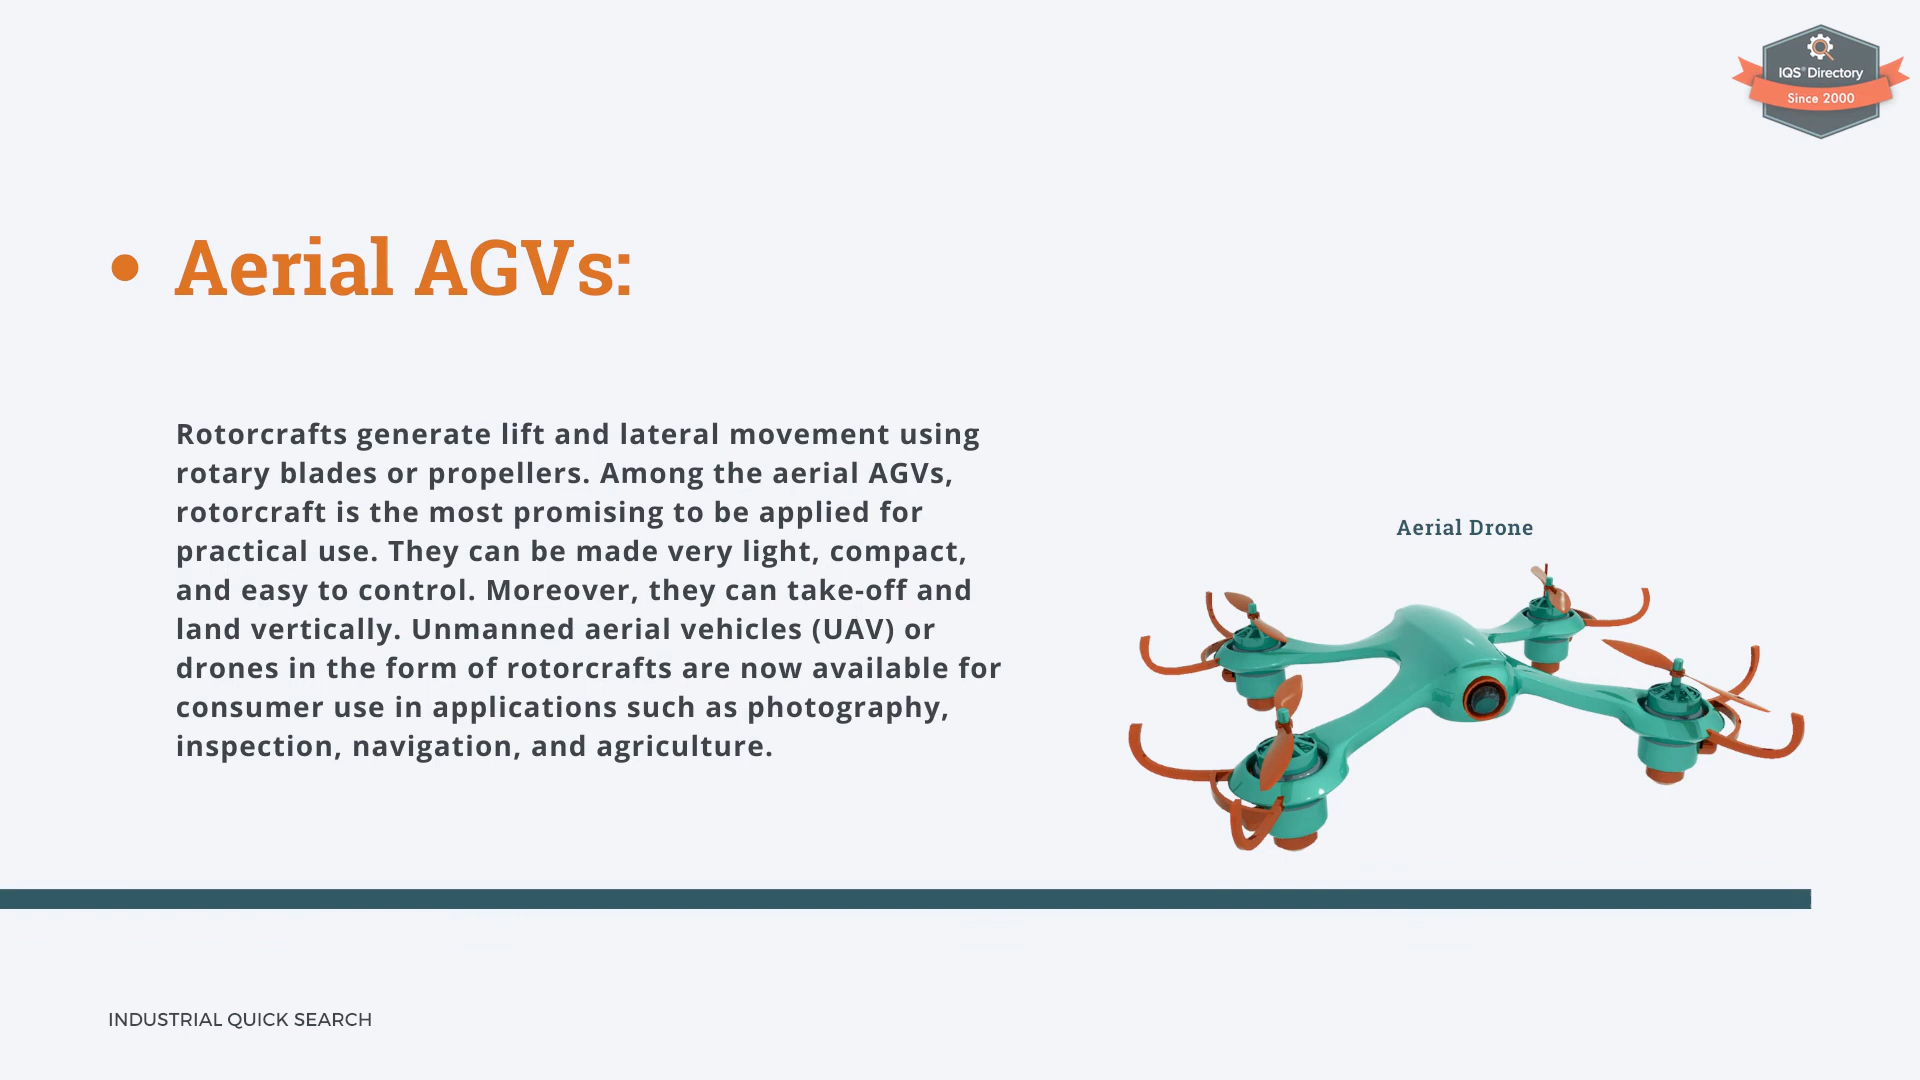 IQS® Directory
Since 2000
• Aerial AGVs:
Rotorcrafts generate lift and lateral movement using
rotary blades or propellers. Among the aerial AGVs,
rotorcraft is the most promising to be applied for
practical use. They can be made very light, compact,
and easy to control. Moreover, they can take-off and
land vertically. Unmanned aerial vehicles (UAV) or
drones in the form of rotorcrafts are now available for
consumer use in applications such as photography,
inspection, navigation, and agriculture.
Aerial Drone
INDUSTRIAL QUICK SEARCH